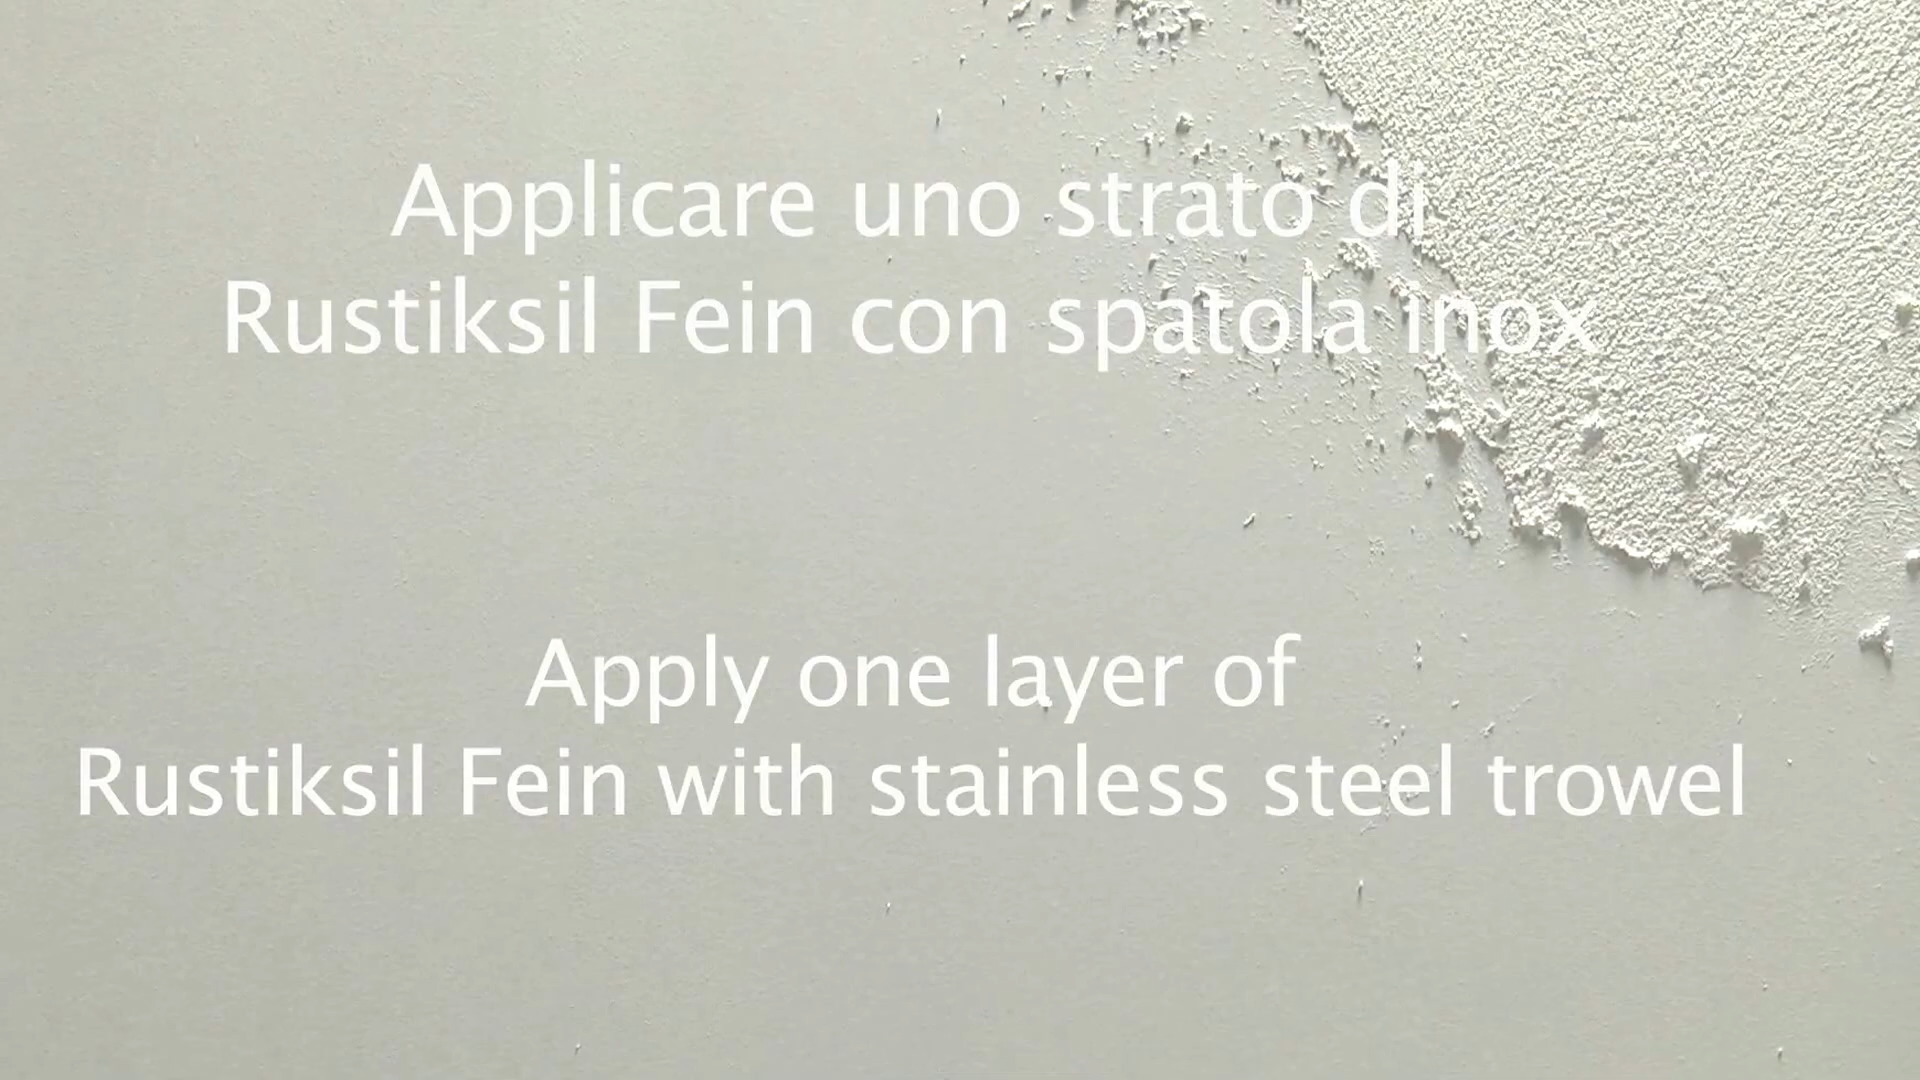 Applicare uno strato di
Rustiksil Fein con spatola inox
Apply one layer of
Rustiksil Fein with stainless steel trowel